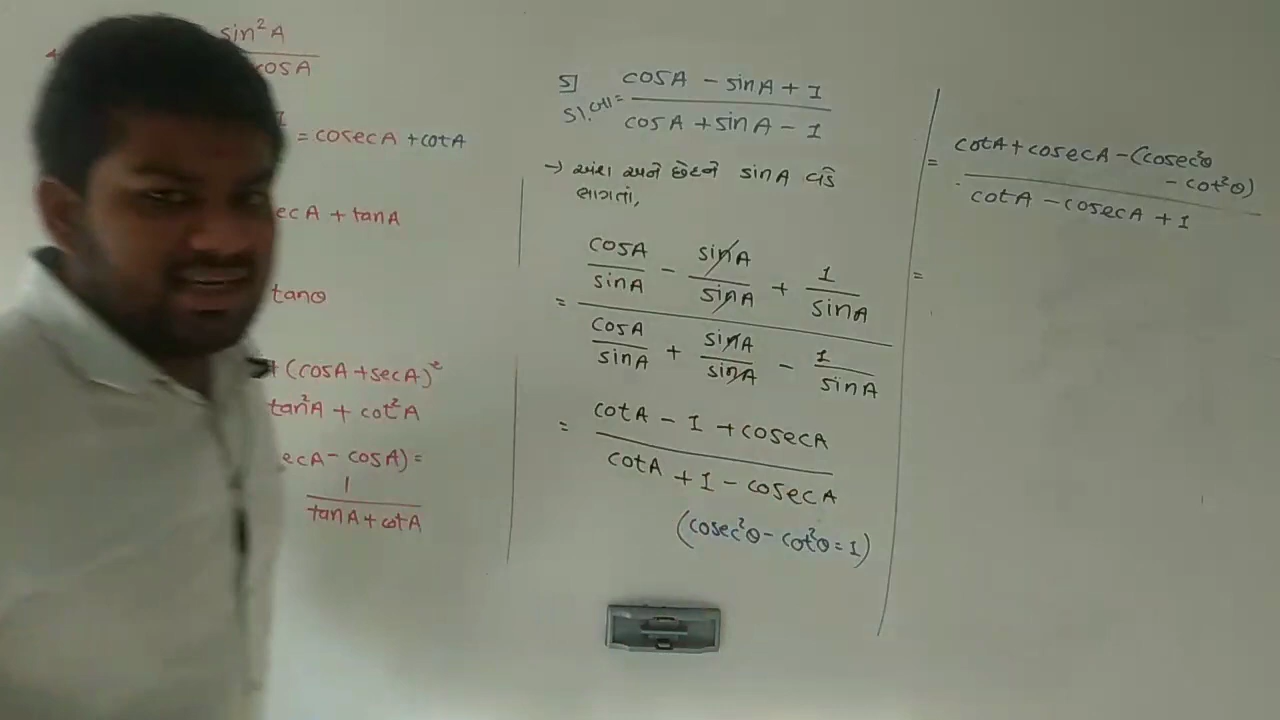 sin²A
cosA
= cosecA + cotA
ecA + tanA
tanθ
+ (cosA + secA)²
tan²A + cot²A
ecA - cosA) =
1
tanA + cotA
5] cosA - sinA + 1
ડા.બા =
cosA + sinA - 1
→ અંશ અને છેદને sinA વડે
ભાગતાં,
cosA/sinA - sinA/sinA + 1/sinA
=
cosA/sinA + sinA/sinA - 1/sinA
= cotA - 1 + cosecA
cotA + 1 - cosecA
(cosec²θ - cot²θ = 1)
= cotA + cosecA - (cosec²θ
- cot²θ)
cotA - cosecA + 1
=